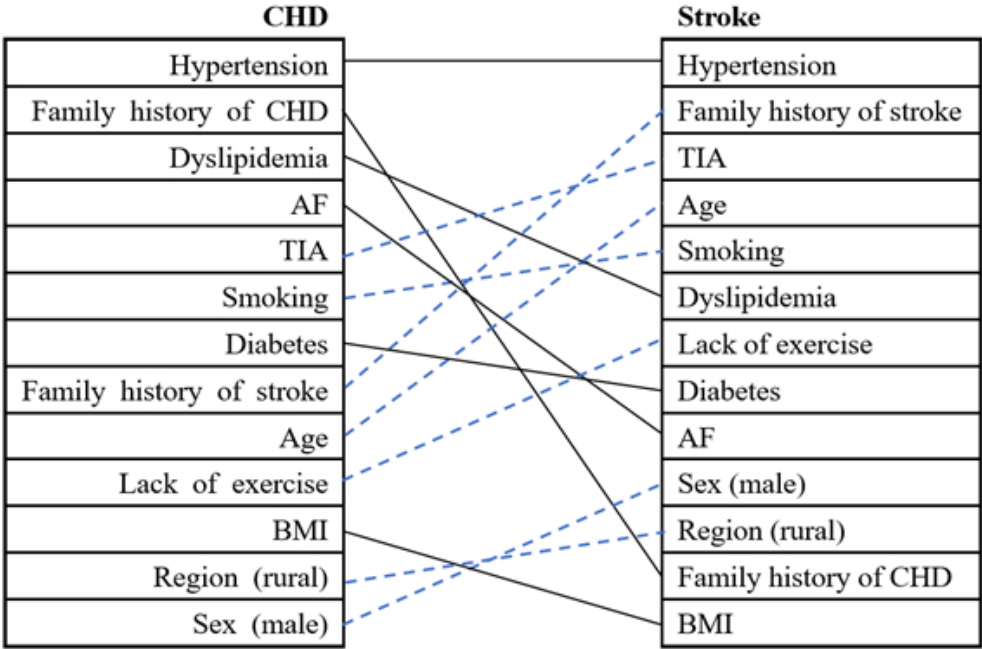 CHD
Stroke
Hypertension
Hypertension
Family history of CHD
Family history of stroke
Dyslipidemia
TIA
AF
Age
TIA
Smoking
Smoking
Dyslipidemia
Diabetes
Lack of exercise
Family history of stroke
Diabetes
Age
AF
Lack of exercise
Sex (male)
BMI
Region (rural)
Region (rural)
Family history of CHD
Sex (male)
BMI